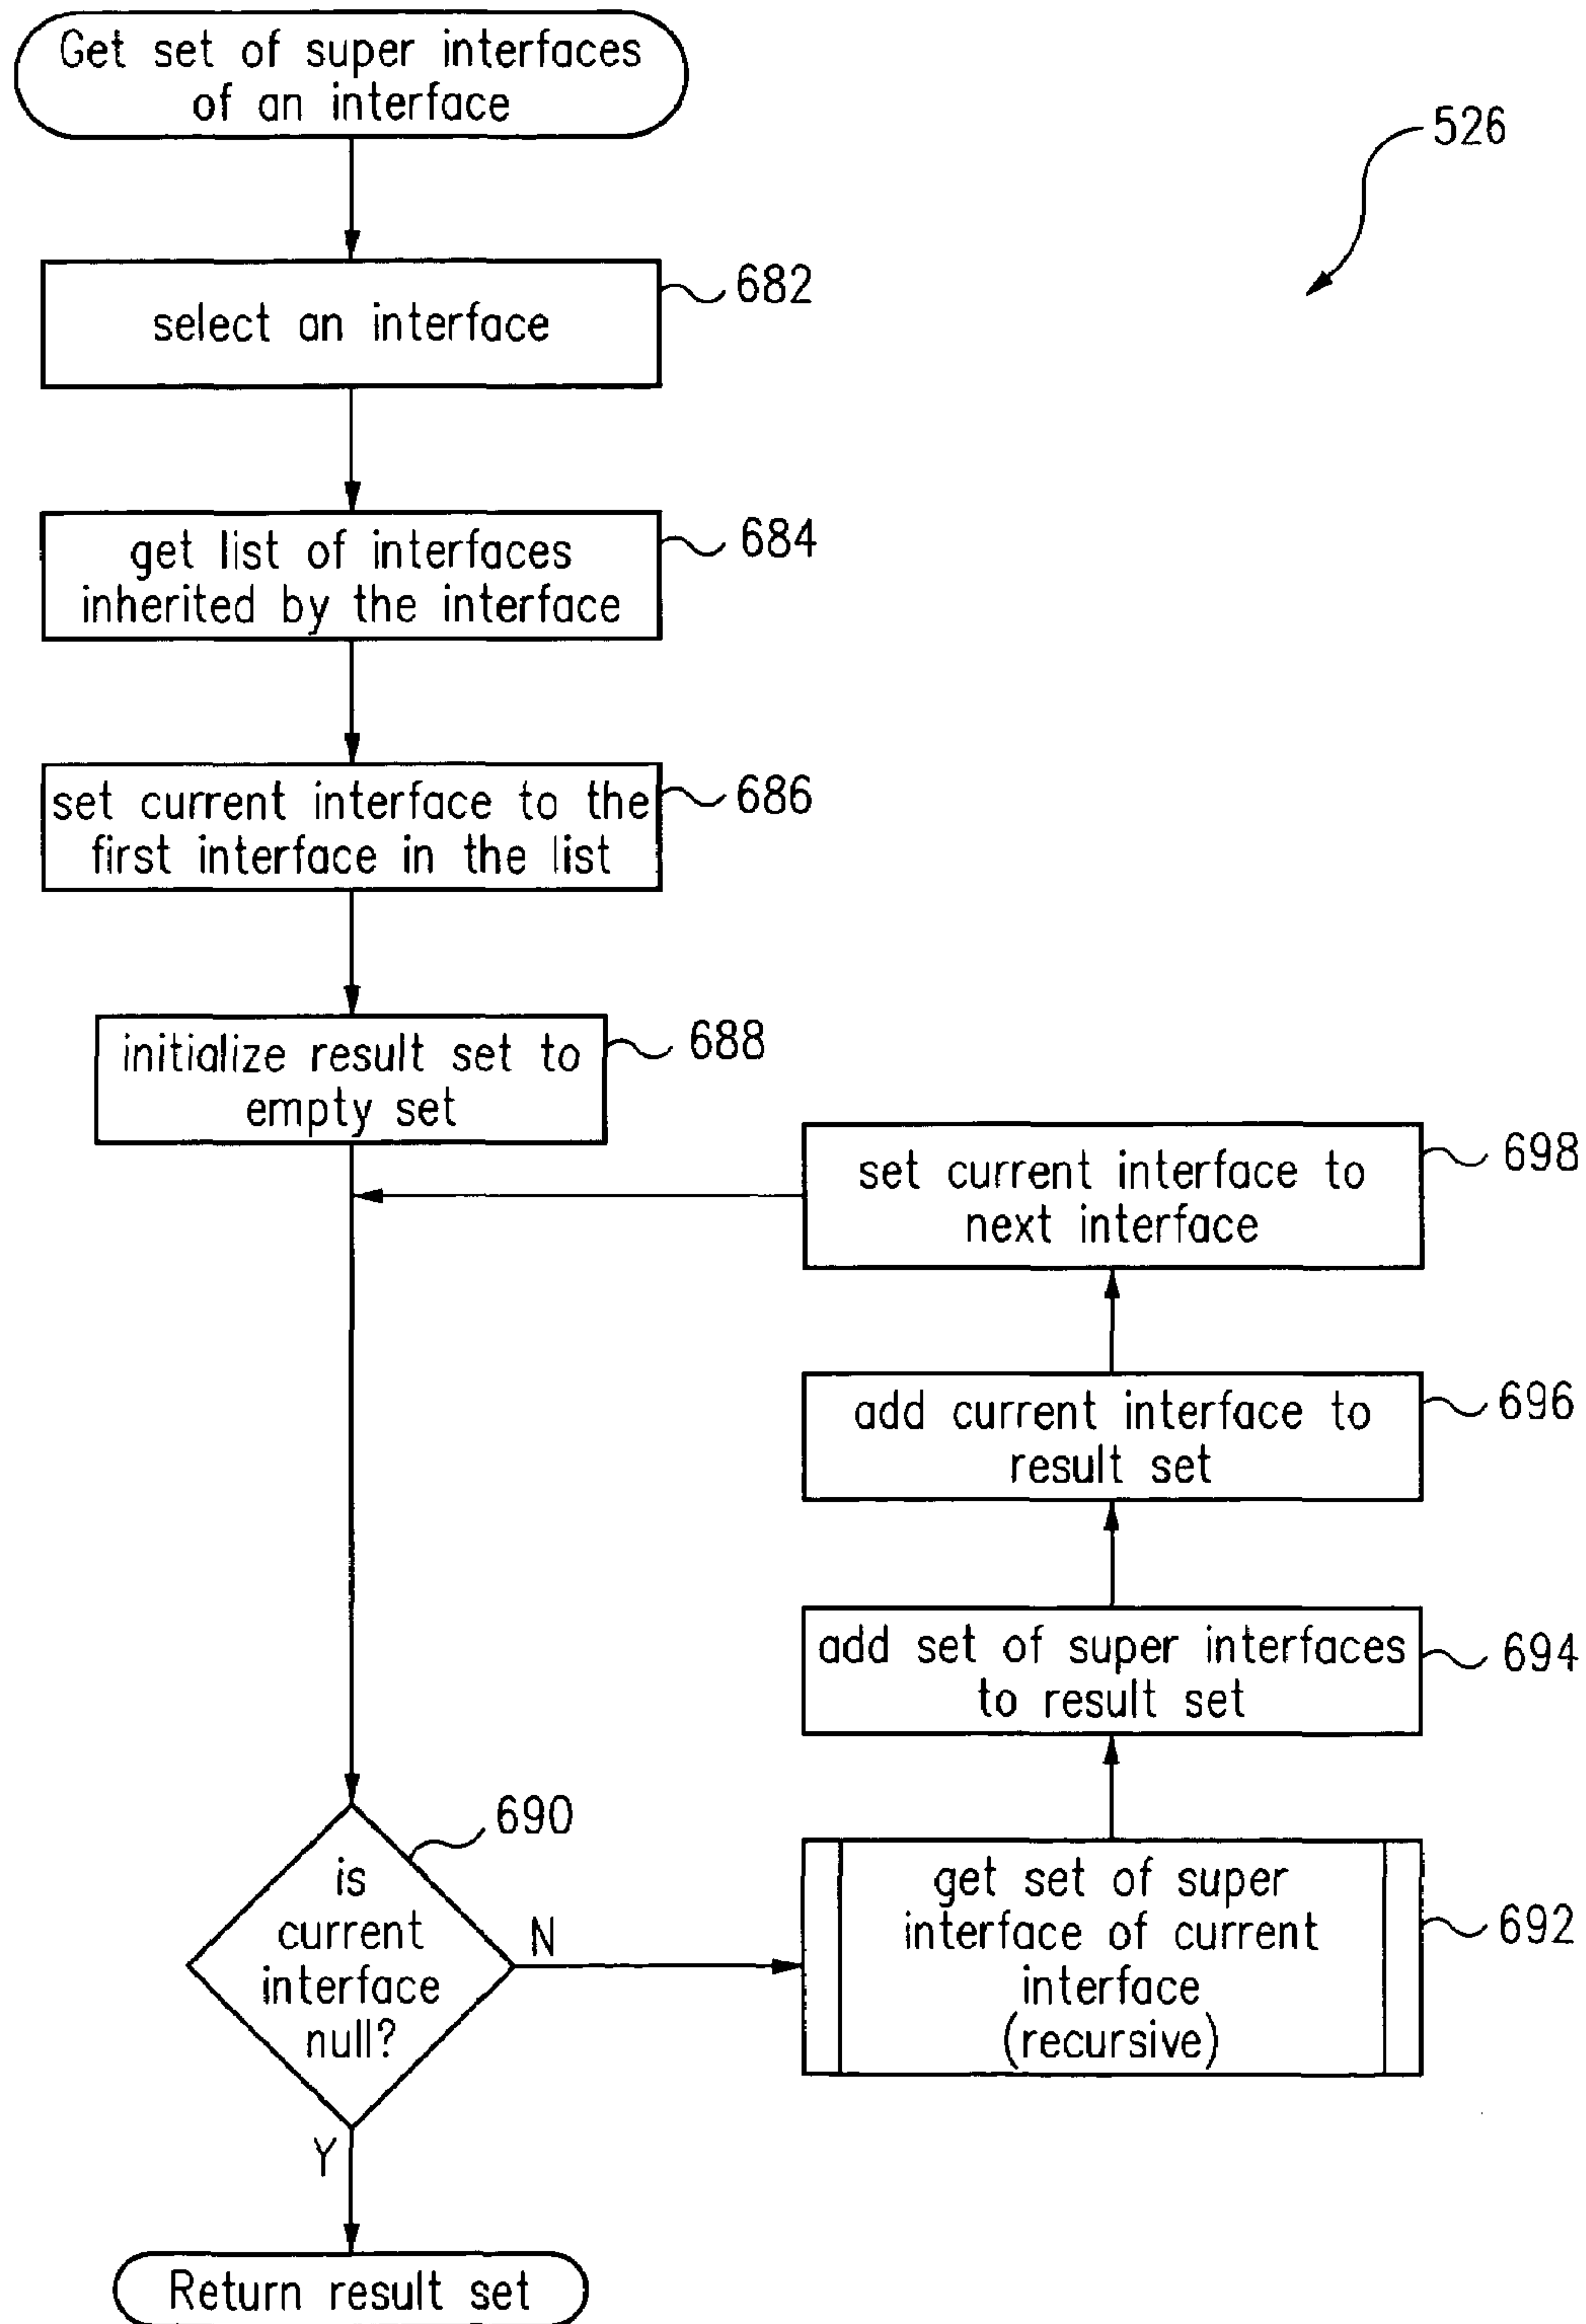 Get set of super interfaces
of an interface
526
select an interface
682
get list of interfaces
inherited by the interface
684
set current interface to the
first interface in the list
686
initialize result set to
empty set
688
set current interface to
next interface
698
add current interface to
result set
696
add set of super interfaces
to result set
694
is
current
interface
null?
690
N
Y
get set of super
interface of current
interface
(recursive)
692
Return result set